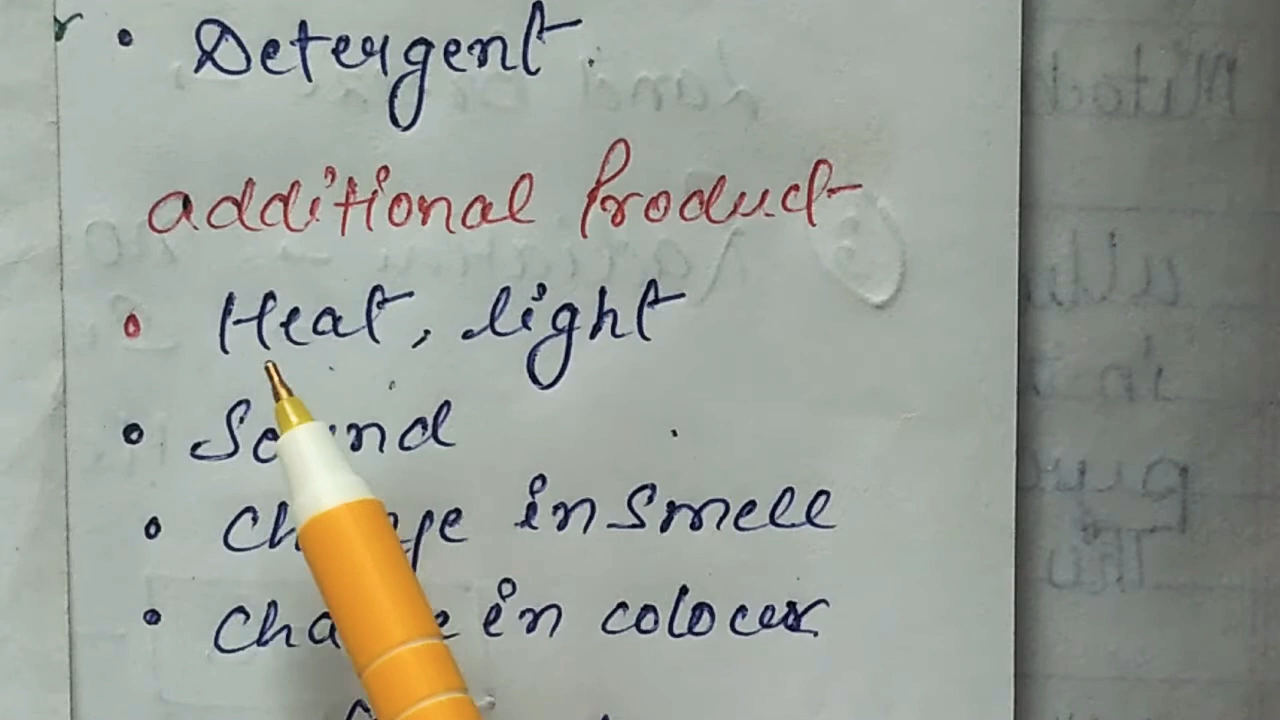 • Detergent.
additional Product
• Heat, light
• Sound
• Change in Smell
• Change in colour